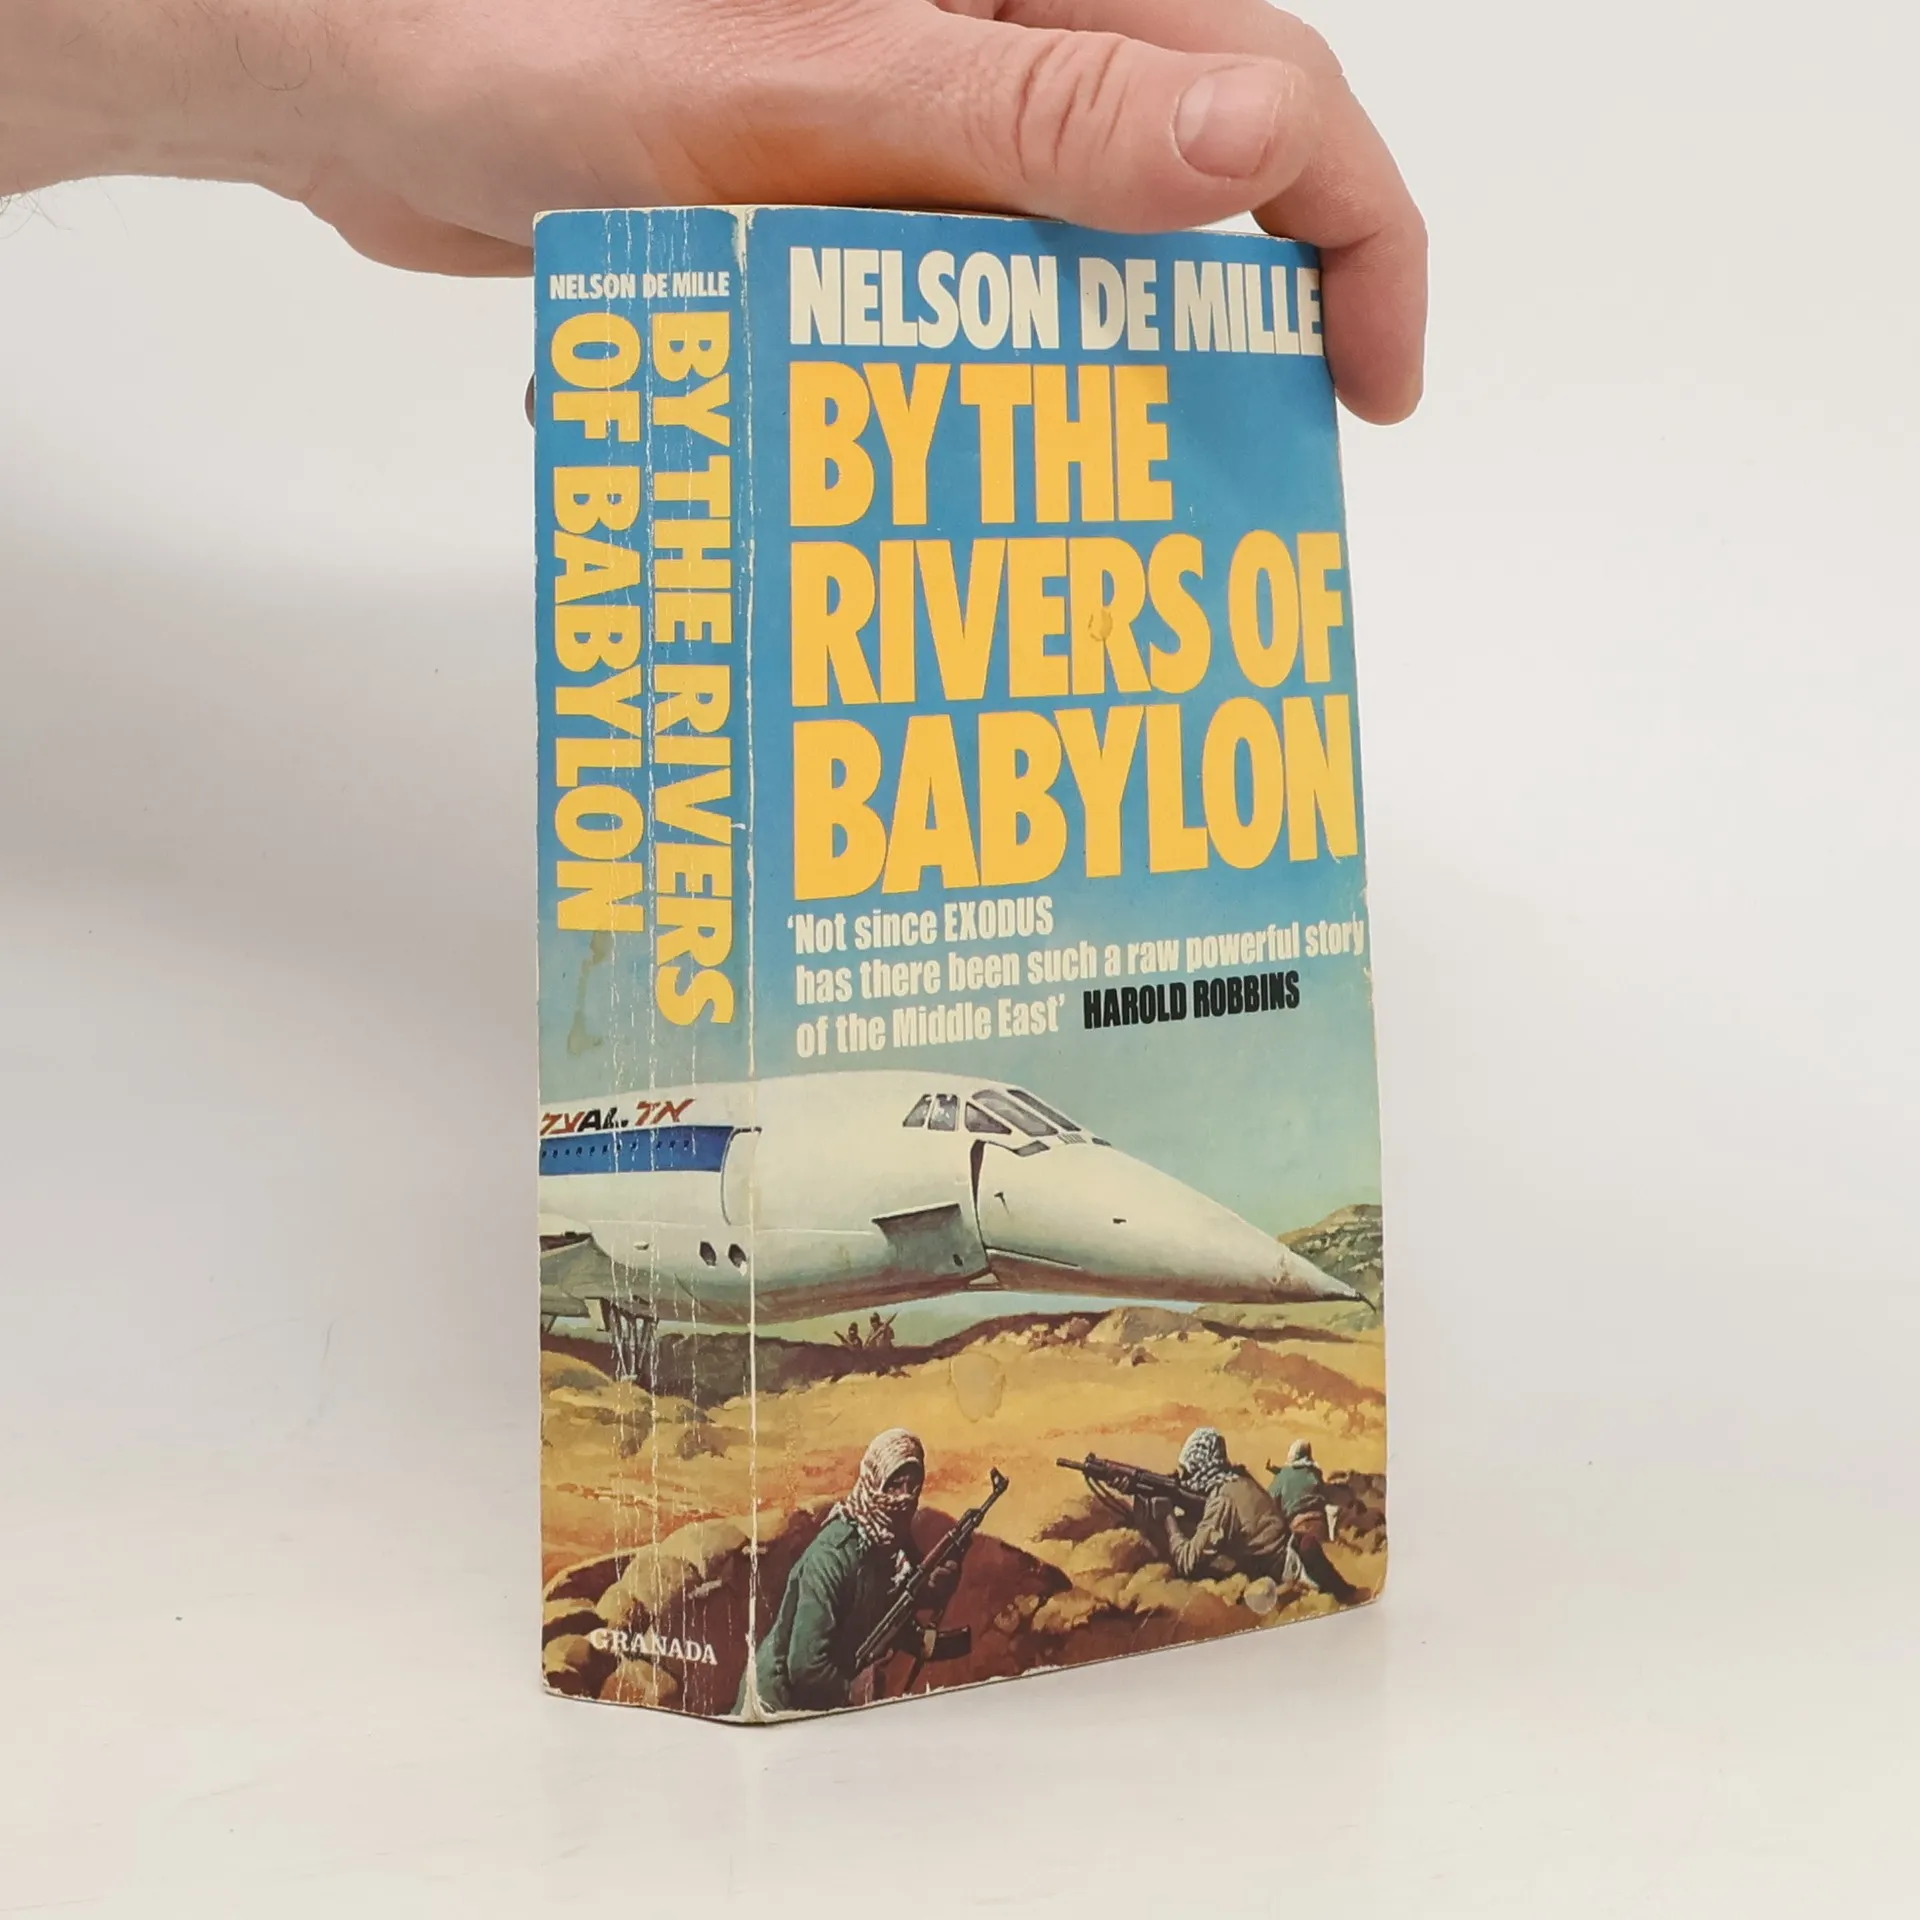 NELSON DE MILLE
BY THE RIVERS
OF BABYLON
GRANADA
NELSON DE MILLE
BY THE
RIVERS OF
BABYLON
'Not since EXODUS
has there been such a raw powerful story
of the Middle East' HAROLD ROBBINS